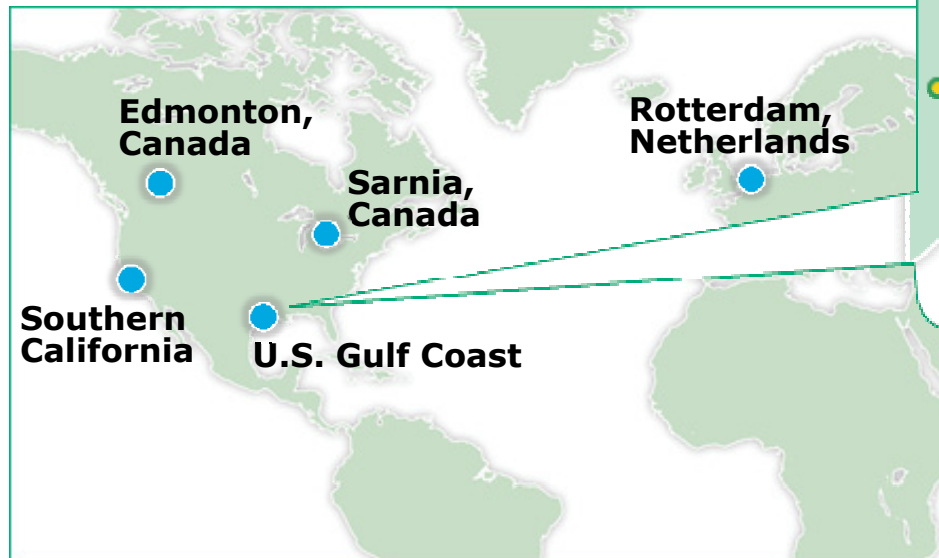 Edmonton,
Canada
Rotterdam,
Netherlands
Sarnia,
Canada
Southern
California
U.S. Gulf Coast